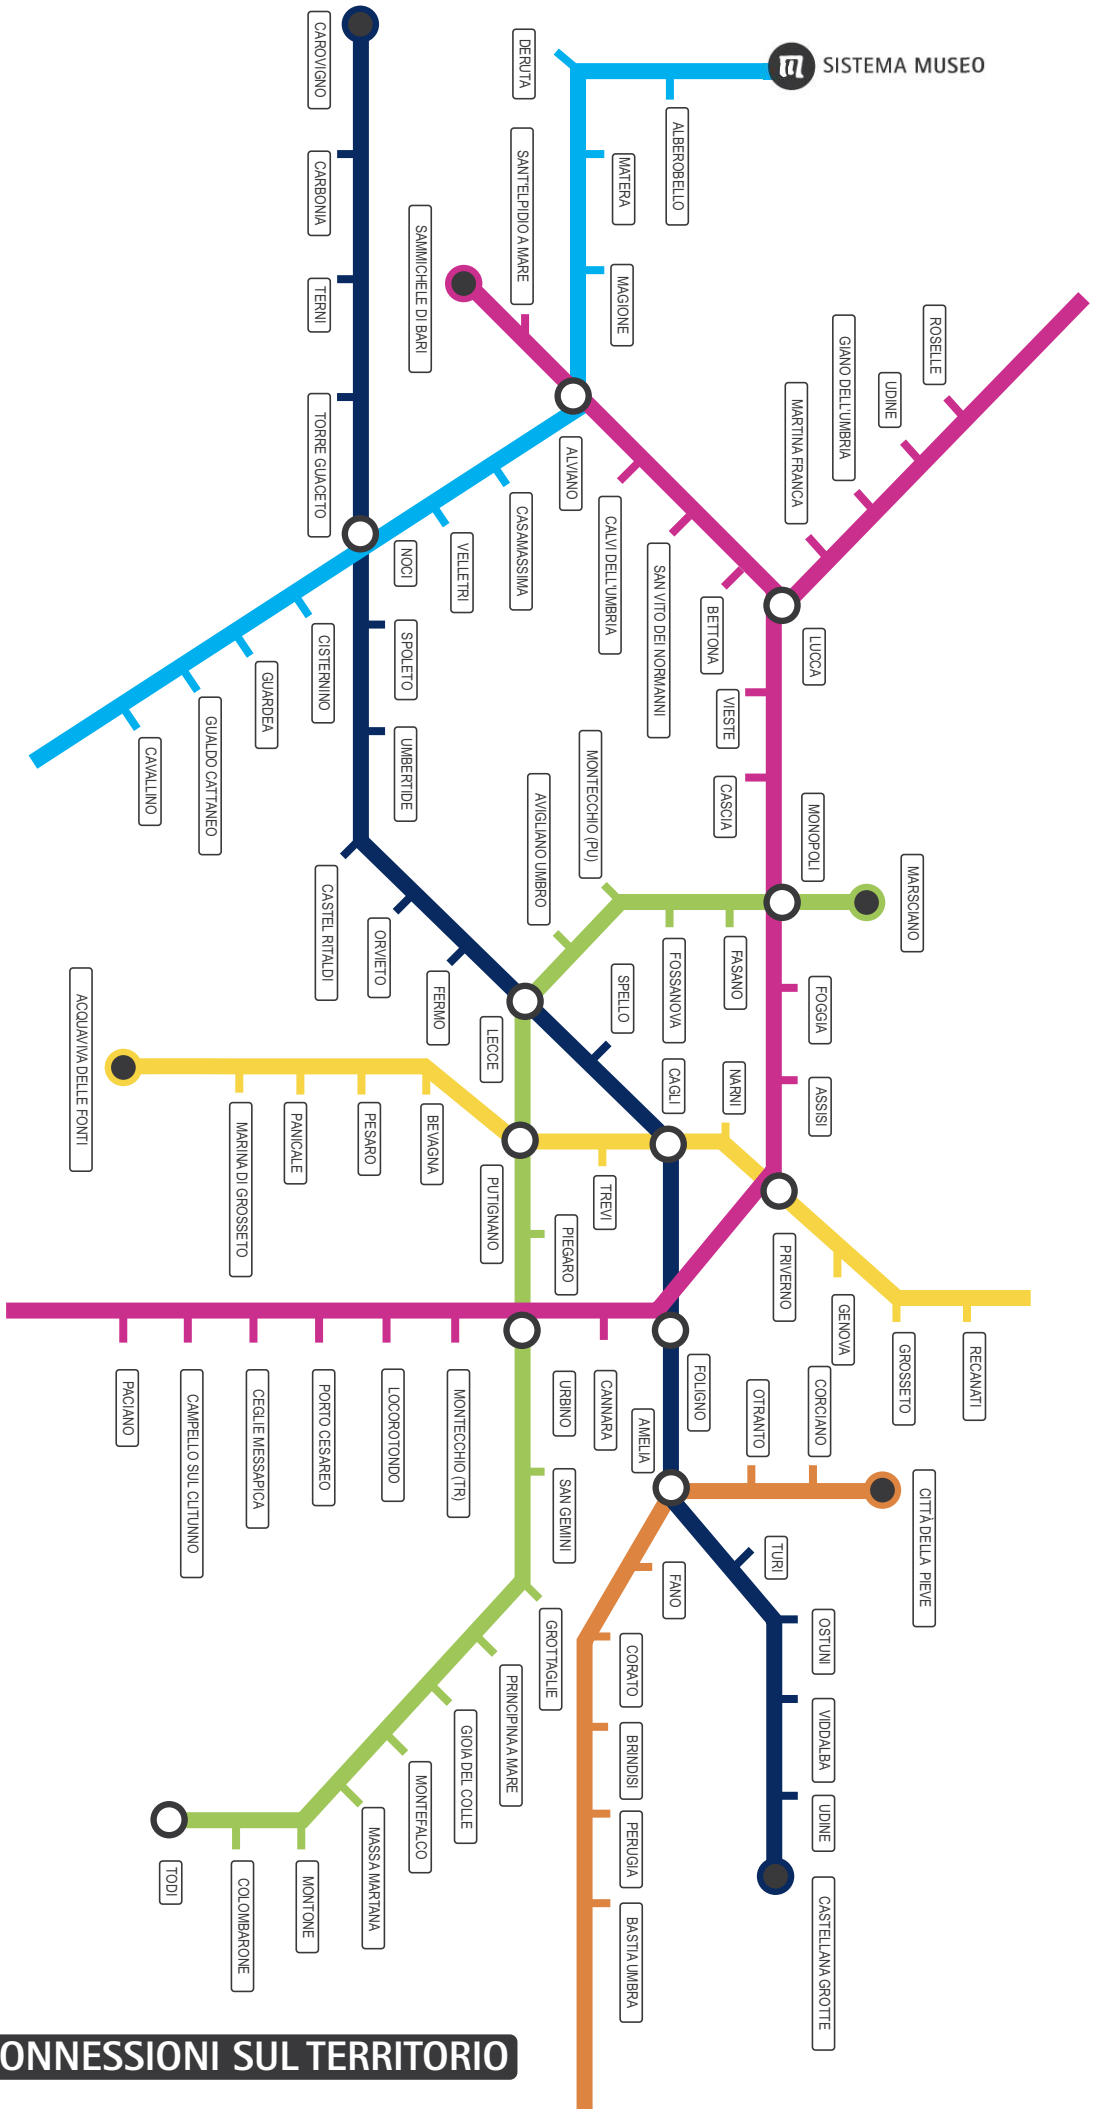 SISTEMA MUSEO
DERUTA
ALBEROBELLO
MATERA
MAGIONE
CAROVIGNO
CARBONIA
TERNI
TORRE GUACETO
SANT'ELPIDIO A MARE
SAMMICHELE DI BARI
ROSELLE
UDINE
GIANO DELL'UMBRIA
MARTINA FRANCA
ALVIANO
CALVI DELL'UMBRIA
SAN VITO DEI NORMANNI
BETTONA
LUCCA
CASAMASSIMA
VELLETRI
NOCI
CISTERNINO
GUARDEA
GUALDO CATTANEO
CAVALLINO
SPOLETO
UMBERTIDE
VIESTE
CASCIA
MONOPOLI
MARSCIANO
MONTECCHIO (PU)
AVIGLIANO UMBRO
FOSSANOVA
FASANO
FOGGIA
ASSISI
CASTEL RITALDI
ORVIETO
FERMO
LECCE
SPELLO
CAGLI
NARNI
ACQUAVIVA DELLE FONTI
MARINA DI GROSSETO
PANICALE
PESARO
BEVAGNA
PUTIGNANO
TREVI
PIEGARO
PRIVERNO
GENOVA
GROSSETO
RECANATI
PACIANO
CAMPELLO SUL CLITUNNO
CEGLIE MESSAPICA
PORTO CESAREO
LOCOROTONDO
MONTECCHIO (TR)
URBINO
CANNARA
FOLIGNO
AMELIA
OTRANTO
CORCIANO
CITTÀ DELLA PIEVE
SAN GEMINI
FANO
TURI
OSTUNI
VIDDALBA
UDINE
CASTELLANA GROTTE
GROTTAGLIE
PRINCIPINA A MARE
GIOIA DEL COLLE
MONTEFALCO
MASSA MARTANA
MONTONE
COLOMBARONE
TODI
CORATO
BRINDISI
PERUGIA
BASTIA UMBRA
ONNESSIONI SUL TERRITORIO